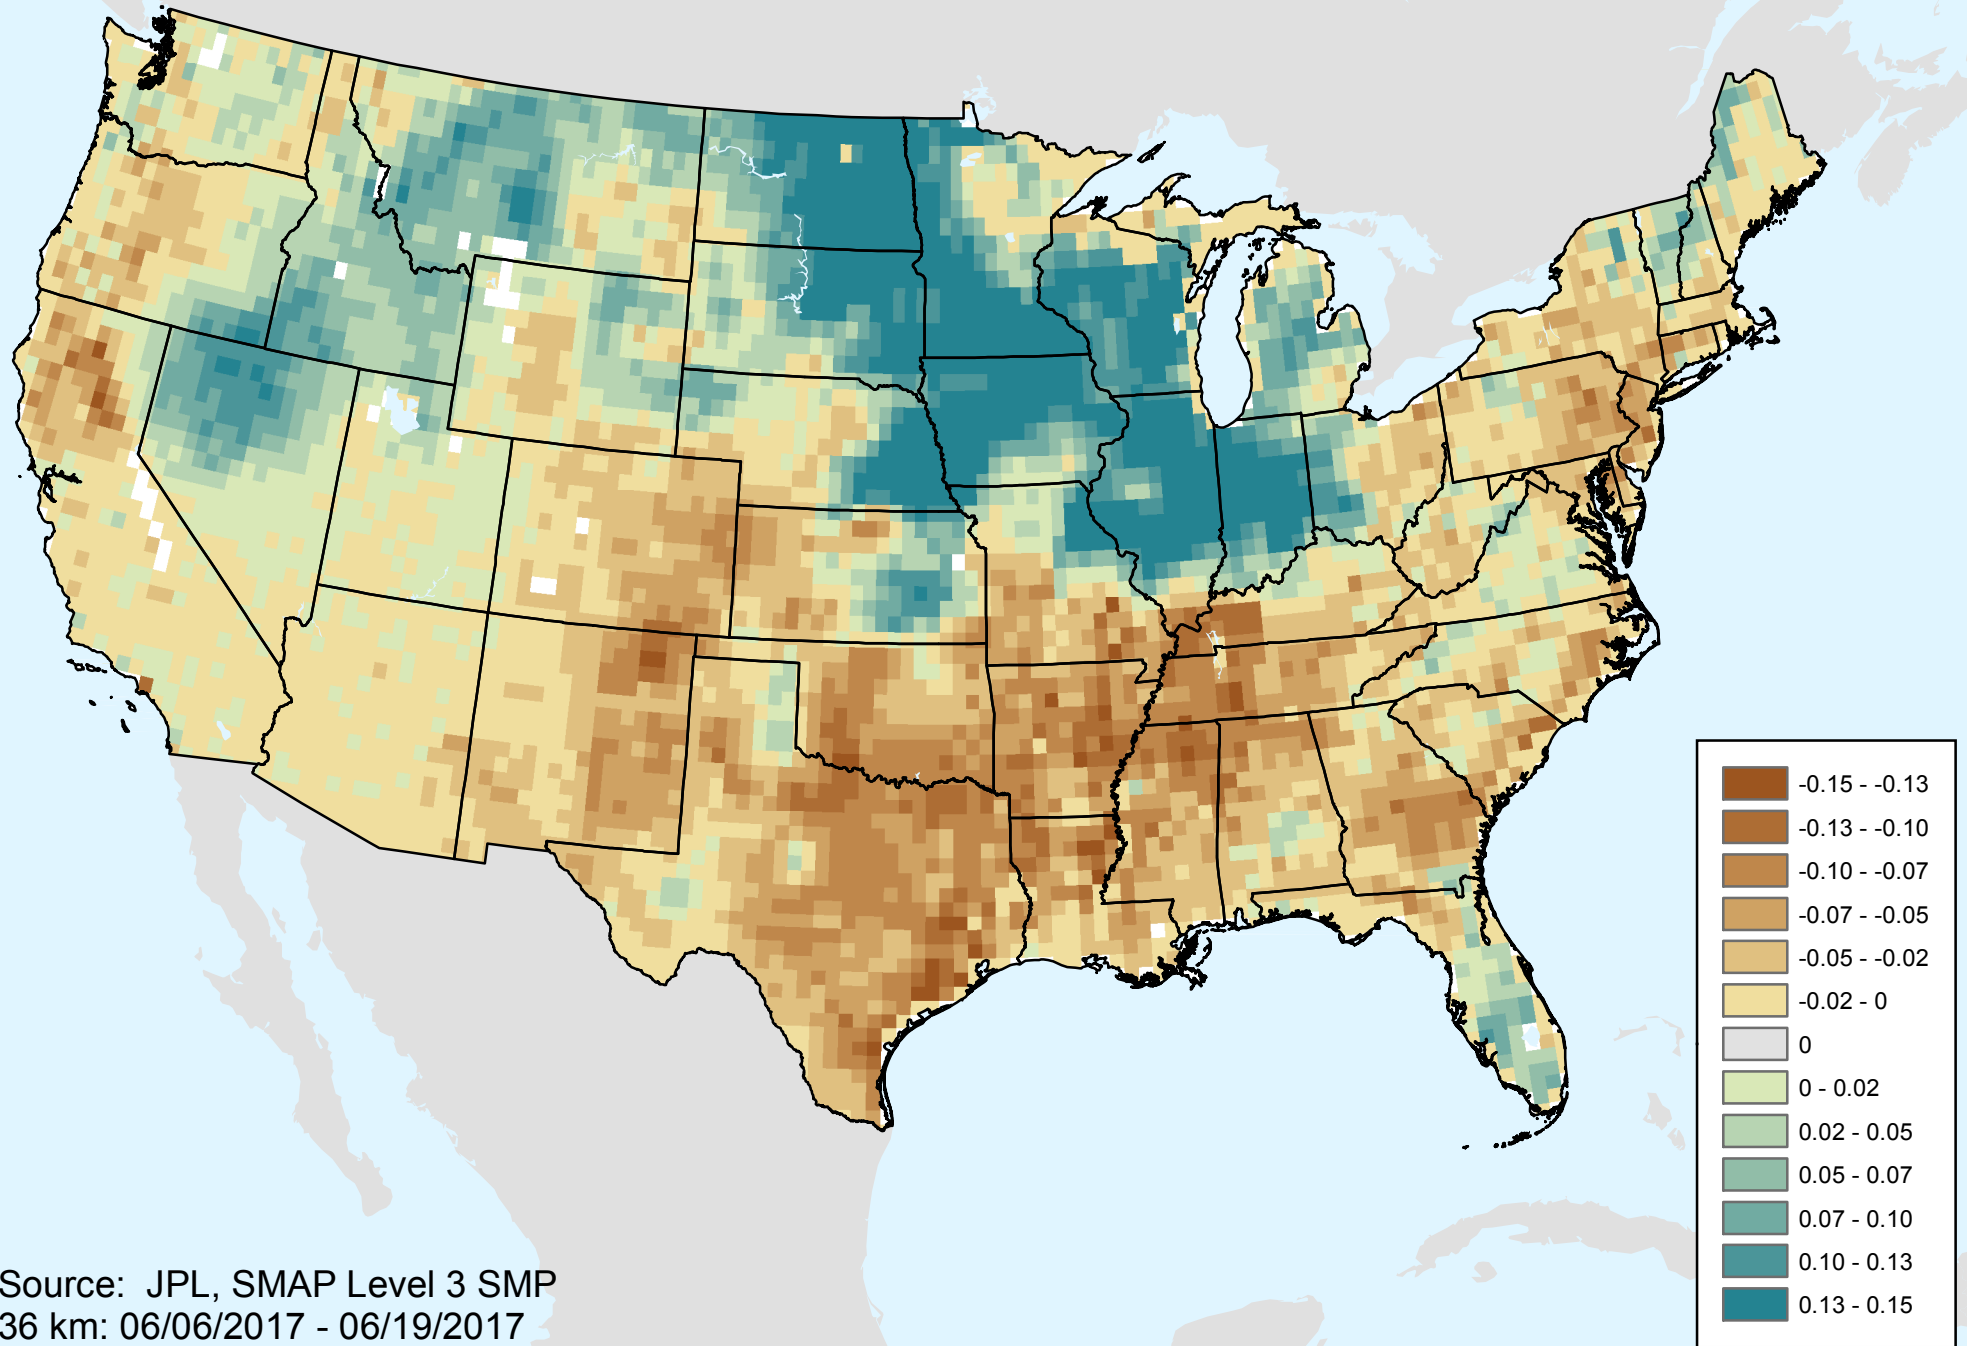 -0.15 - -0.13
-0.13 - -0.10
-0.10 - -0.07
-0.07 - -0.05
-0.05 - -0.02
-0.02 - 0
0
0 - 0.02
0.02 - 0.05
0.05 - 0.07
0.07 - 0.10
0.10 - 0.13
0.13 - 0.15
Source:  JPL, SMAP Level 3 SMP
36 km: 06/06/2017 - 06/19/2017